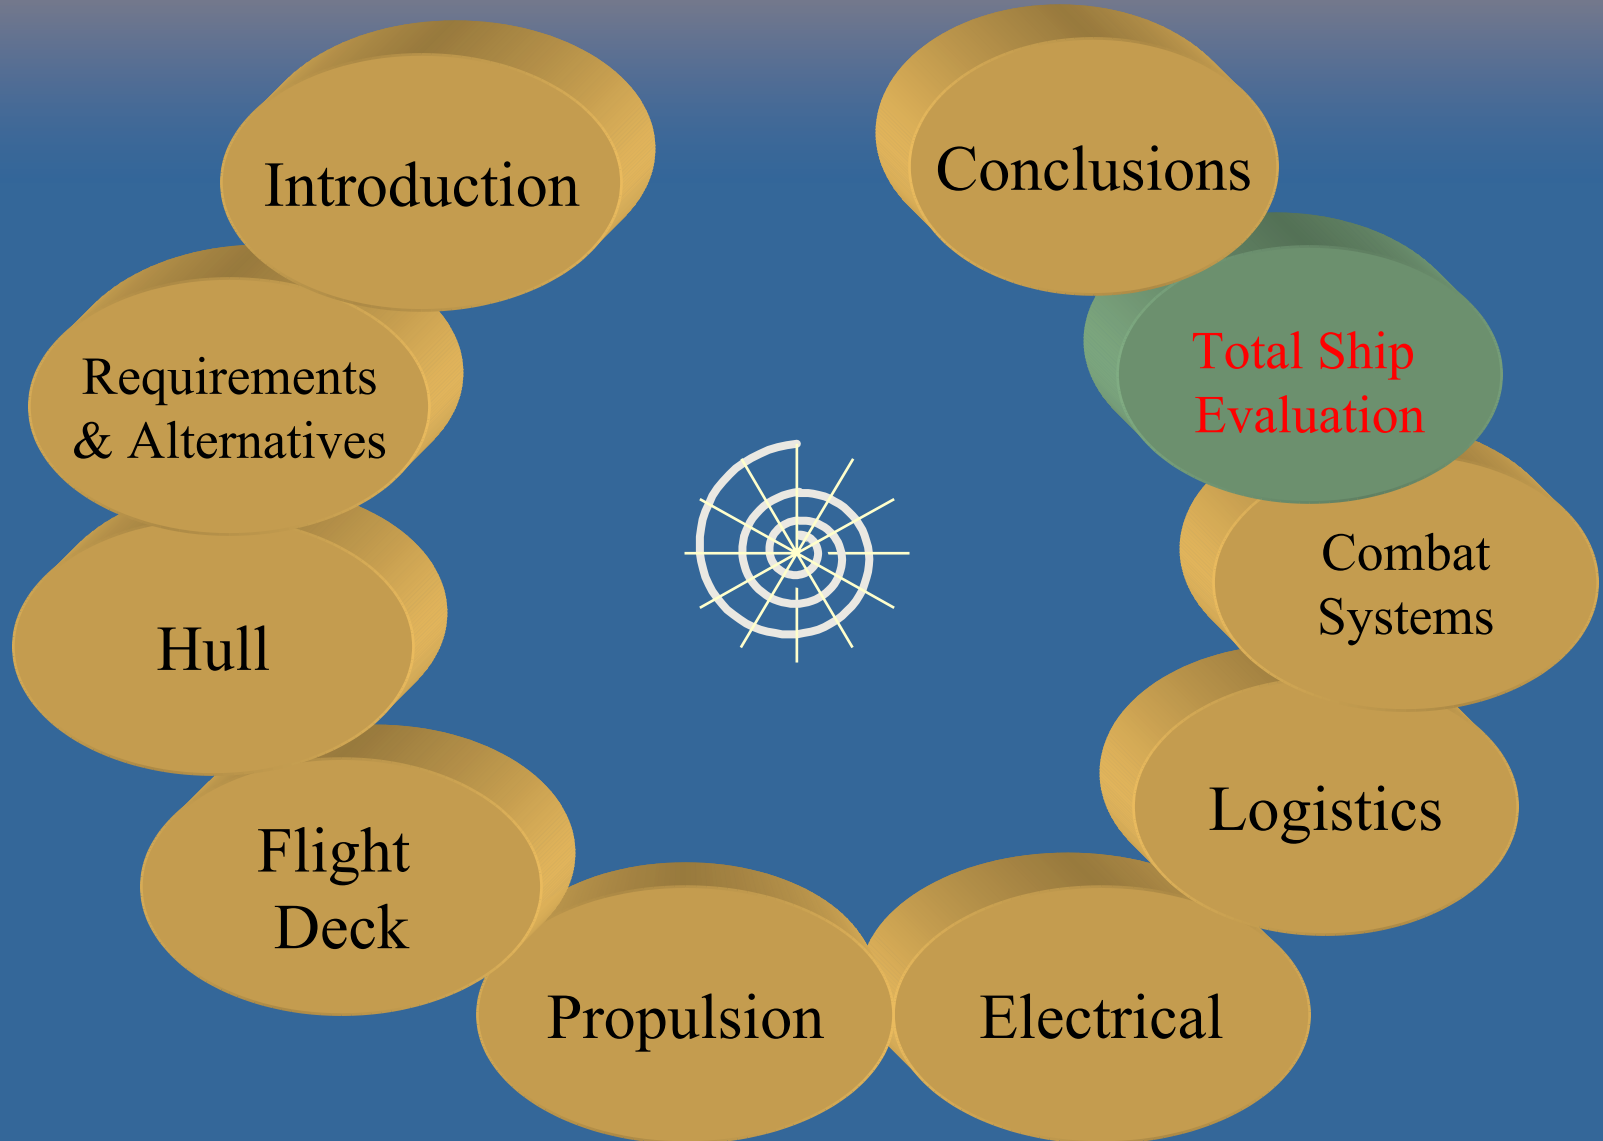 Introduction
Requirements
& Alternatives
Hull
Flight
Deck
Propulsion
Electrical
Logistics
Combat
Systems
Total Ship
Evaluation
Conclusions